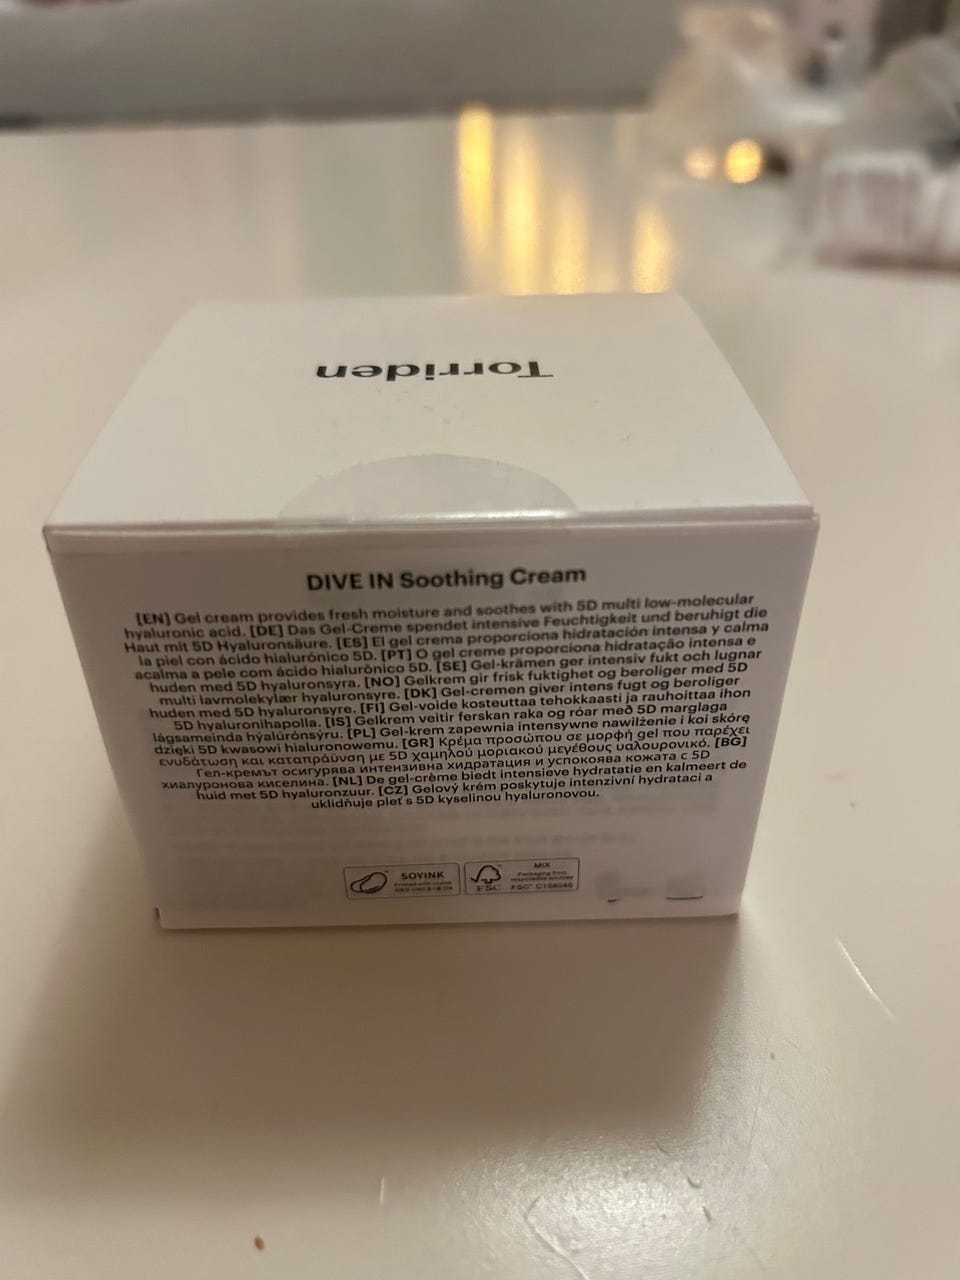 Torriden
DIVE IN Soothing Cream
[EN] Gel cream provides fresh moisture and soothes with 5D multi low-molecular
hyaluronic acid. [DE] Das Gel-Creme spendet intensive Feuchtigkeit und beruhigt die
Haut mit 5D Hyaluronsäure. [ES] El gel crema proporciona hidratación intensa y calma
la piel con ácido hialurónico 5D. [PT] O gel creme proporciona hidratação intensa e
acalma a pele com ácido hialurônico 5D. [SE] Gel-krämen ger intensiv fukt och lugnar
huden med 5D hyaluronsyra. [NO] Gelkrem gir frisk fuktighet og beroliger med 5D
multi lavmolekylær hyaluronsyre. [DK] Gel-cremen giver intens fugt og beroliger
huden med 5D hyaluronsyre. [FI] Gel-voide kosteuttaa tehokkaasti ja rauhoittaa ihon
5D hyaluronihapolla. [IS] Gelkrem veitir ferskan raka og róar með 5D marglaga
lágsameinda hýalúrónsýru. [PL] Gel-krem zapewnia intensywne nawilżenie i koi skórę
dzięki 5D kwasowi hialuronowemu. [GR] Κρέμα προσώπου σε μορφή gel που παρέχει
ενυδάτωση και καταπράυνση με 5D χαμηλού μοριακού μεγέθους υαλουρονικό. [BG]
Гел-кремът осигурява интензивна хидратация и успокоява кожата с 5D
хиалуронова киселина. [NL] De gel-crème biedt intensieve hydratatie en kalmeert de
huid met 5D hyaluronzuur. [CZ] Gelový krém poskytuje intenzivní hydrataci a
uklidňuje pleť s 5D kyselinou hyaluronovou.
SOYINK
Printed with soyink
FSC
MIX
Packaging from
responsible sources
FSC® C158046